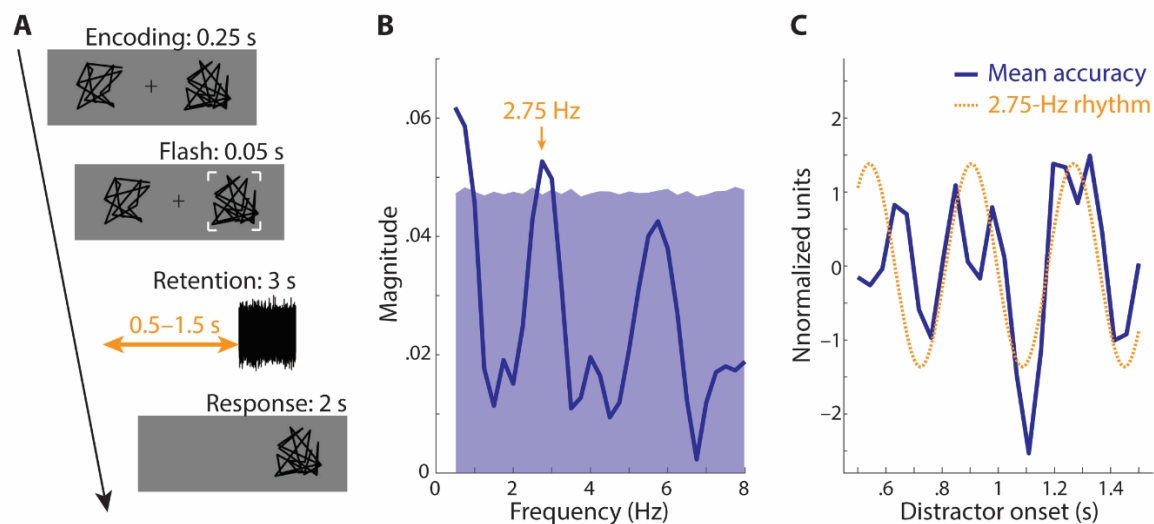 A
Encoding: 0.25 s
Flash: 0.05 s
Retention: 3 s
0.5–1.5 s
Response: 2 s
B
2.75 Hz
Magnitude
.06
.04
.02
0
0 2 4 6 8
Frequency (Hz)
C
Mean accuracy
2.75-Hz rhythm
Nnormalized units
2
1
0
–1
–2
.6 .8 1 1.2 1.4
Distractor onset (s)